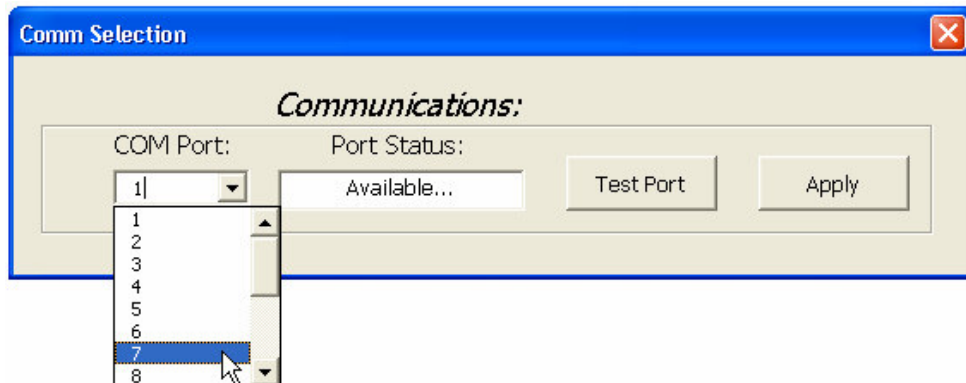 Comm Selection
Communications:
COM Port:
Port Status:
1
Available...
Test Port
Apply
1
2
3
4
5
6
7
8